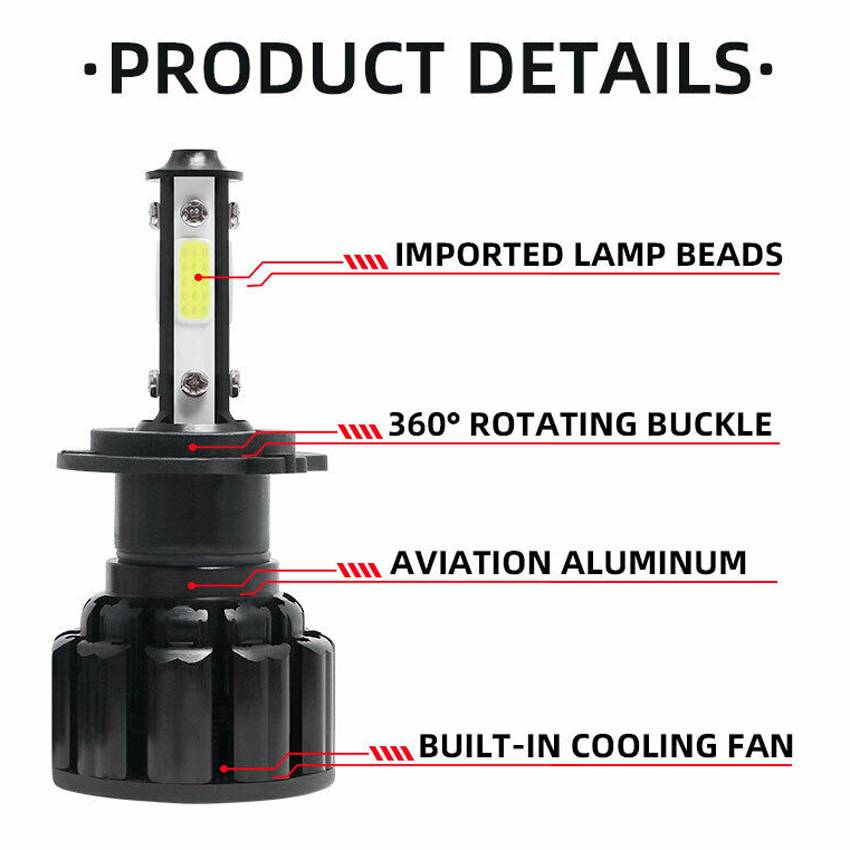 ·PRODUCT DETAILS·
IMPORTED LAMP BEADS
360° ROTATING BUCKLE
AVIATION ALUMINUM
BUILT-IN COOLING FAN